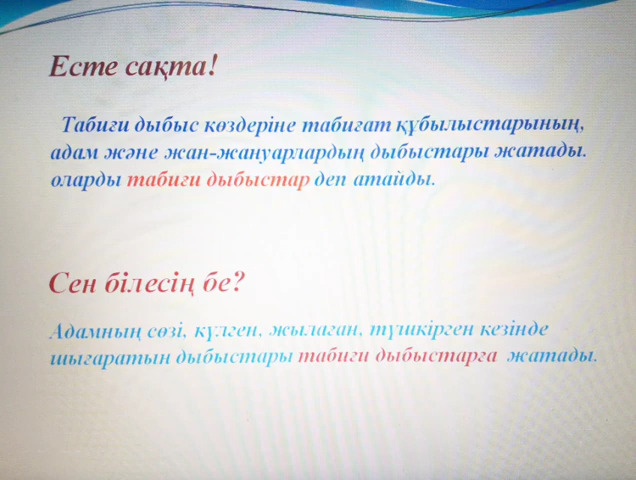 Есте сақта!
Табиғи дыбыс көздеріне табиғат құбылыстарының,
адам және жан-жануарлардың дыбыстары жатады.
оларды табиғи дыбыстар деп атайды.
Сен білесің бе?
Адамның сөзі, күлген, жылаған, түшкірген кезінде
шығаратын дыбыстары табиғи дыбыстарға жатады.